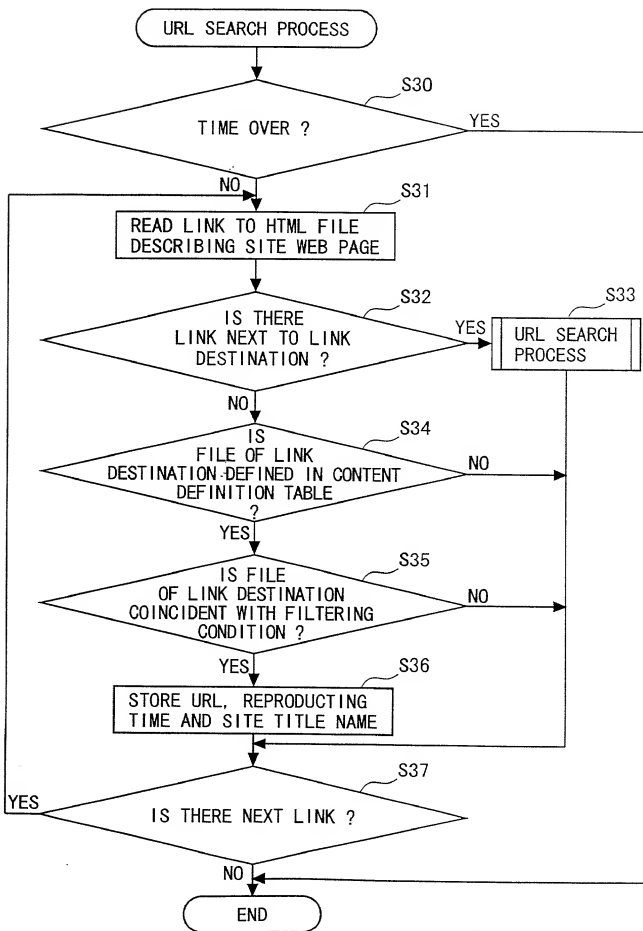 URL SEARCH PROCESS
S30
TIME OVER ?
YES
NO
S31
READ LINK TO HTML FILE
DESCRIBING SITE WEB PAGE
S32
IS THERE
LINK NEXT TO LINK
DESTINATION ?
YES
S33
URL SEARCH
PROCESS
NO
S34
IS
FILE OF LINK
DESTINATION DEFINED IN CONTENT
DEFINITION TABLE
?
NO
YES
S35
IS FILE
OF LINK DESTINATION
COINCIDENT WITH FILTERING
CONDITION ?
NO
YES
S36
STORE URL, REPRODUCTING
TIME AND SITE TITLE NAME
S37
YES
IS THERE NEXT LINK ?
NO
END